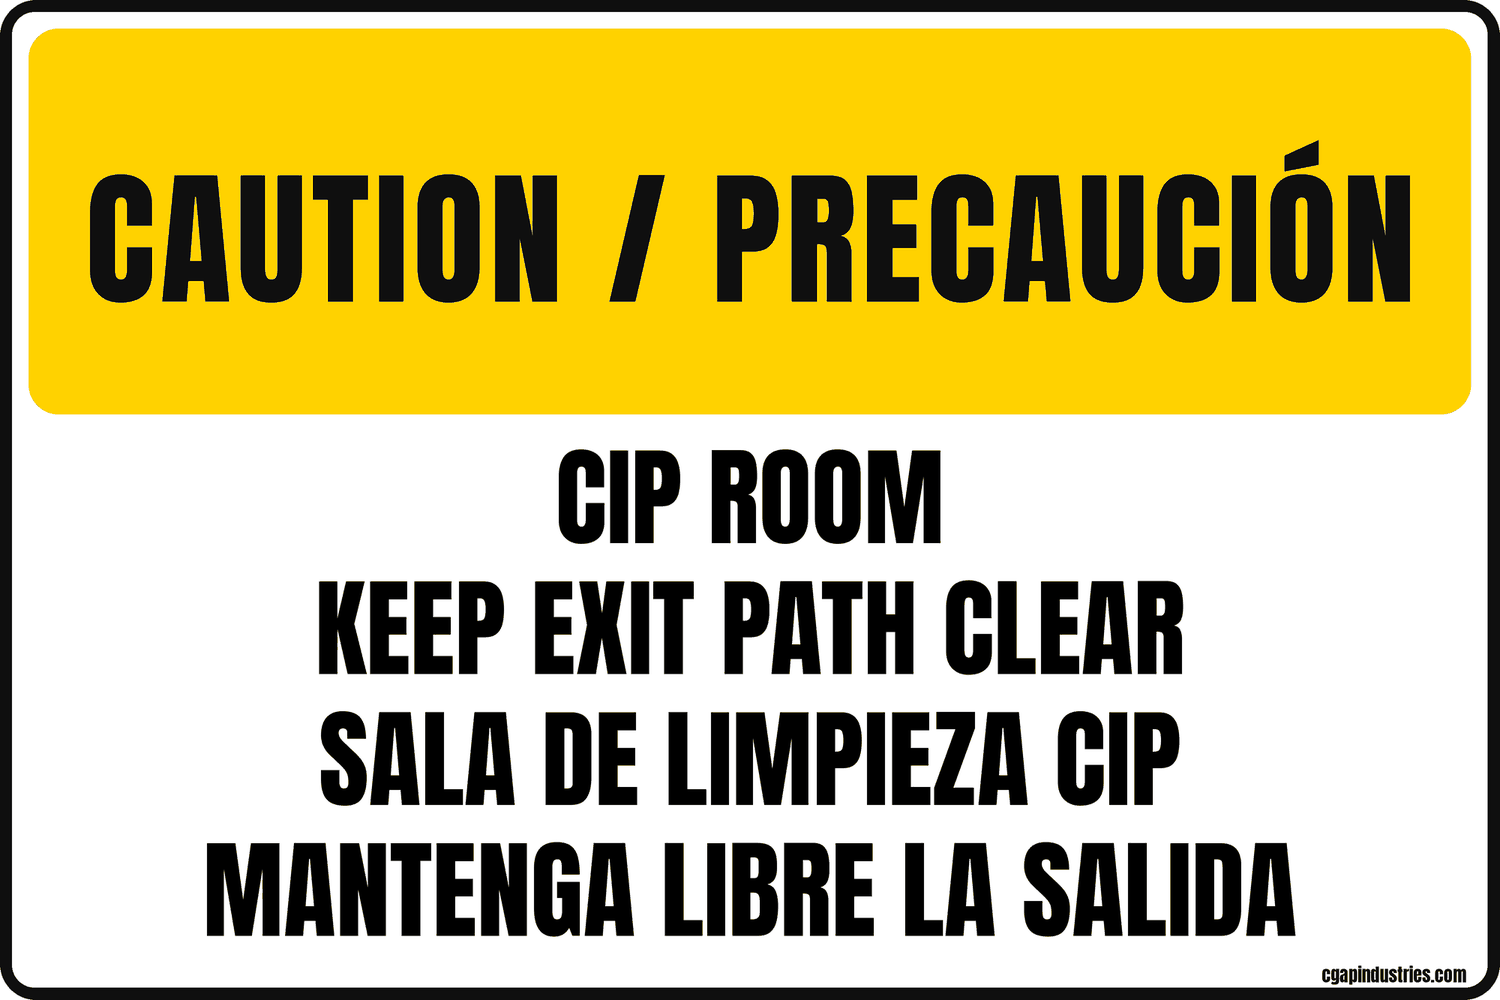 CAUTION / PRECAUCIÓN
CIP ROOM
KEEP EXIT PATH CLEAR
SALA DE LIMPIEZA CIP
MANTENGA LIBRE LA SALIDA
cgapindustries.com